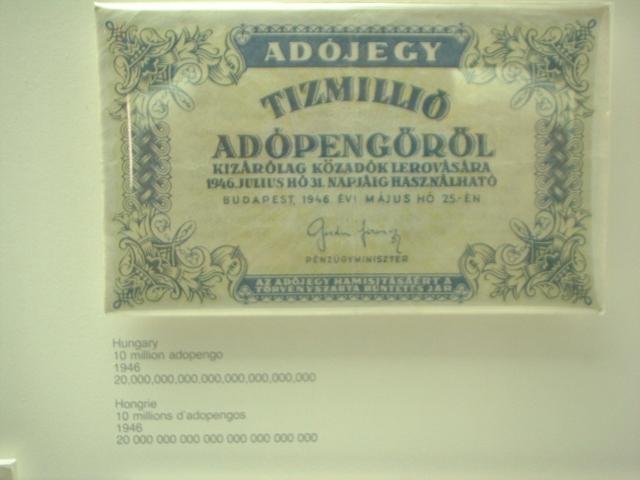 ADÓJEGY
TIZMILLIÓ
ADÓPENGŐRŐL
KIZÁRÓLAG KÖZADÓK LEROVÁSÁRA
1946. JULIUS HÓ 31. NAPJÁIG HASZNÁLHATÓ
BUDAPEST, 1946. ÉVI MÁJUS HÓ 25-ÉN
PÉNZÜGYMINISZTER
AZ ADÓJEGY HAMISÍTÁSÁÉRT A
TÖRVÉNYSZABTA BÜNTETÉS JÁR
Hungary
10 million adopengo
1946
20,000,000,000,000,000,000,000,000
Hongrie
10 millions d'adopengos
1946
20 000 000 000 000 000 000 000 000